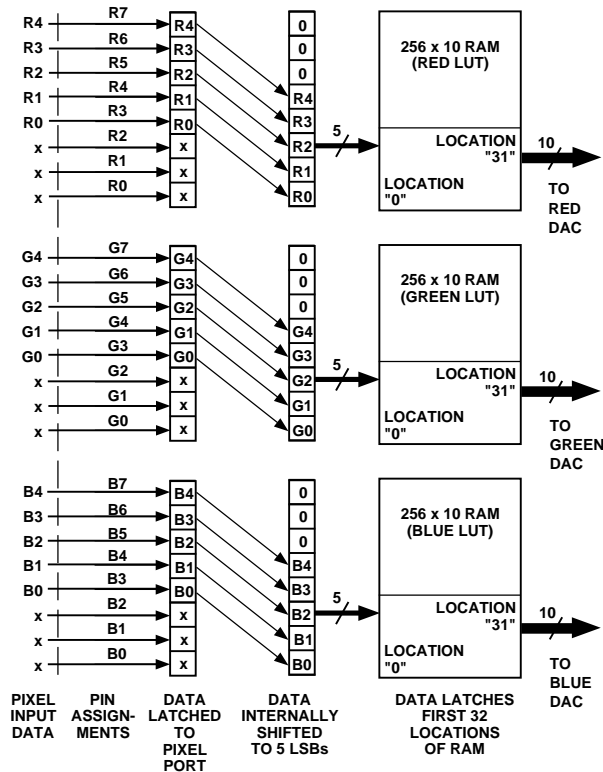 R4 R7 R4 0
R3 R6 R3 0
R2 R5 R2 0
R1 R4 R1 R4
R0 R3 R0 R3
x R2 x R2
x R1 x R1
x R0 x R0
5
256 x 10 RAM
(RED LUT)
LOCATION
"31"
LOCATION
"0"
10
TO
RED
DAC
G4 G7 G4 0
G3 G6 G3 0
G2 G5 G2 0
G1 G4 G1 G4
G0 G3 G0 G3
x G2 x G2
x G1 x G1
x G0 x G0
5
256 x 10 RAM
(GREEN LUT)
LOCATION
"31"
LOCATION
"0"
10
TO
GREEN
DAC
B4 B7 B4 0
B3 B6 B3 0
B2 B5 B2 0
B1 B4 B1 B4
B0 B3 B0 B3
x B2 x B2
x B1 x B1
x B0 x B0
5
256 x 10 RAM
(BLUE LUT)
LOCATION
"31"
LOCATION
"0"
10
TO
BLUE
DAC
PIXEL
INPUT
DATA
PIN
ASSIGN-
MENTS
DATA
LATCHED
TO
PIXEL
PORT
DATA
INTERNALLY
SHIFTED
TO 5 LSBs
DATA LATCHES
FIRST 32
LOCATIONS
OF RAM